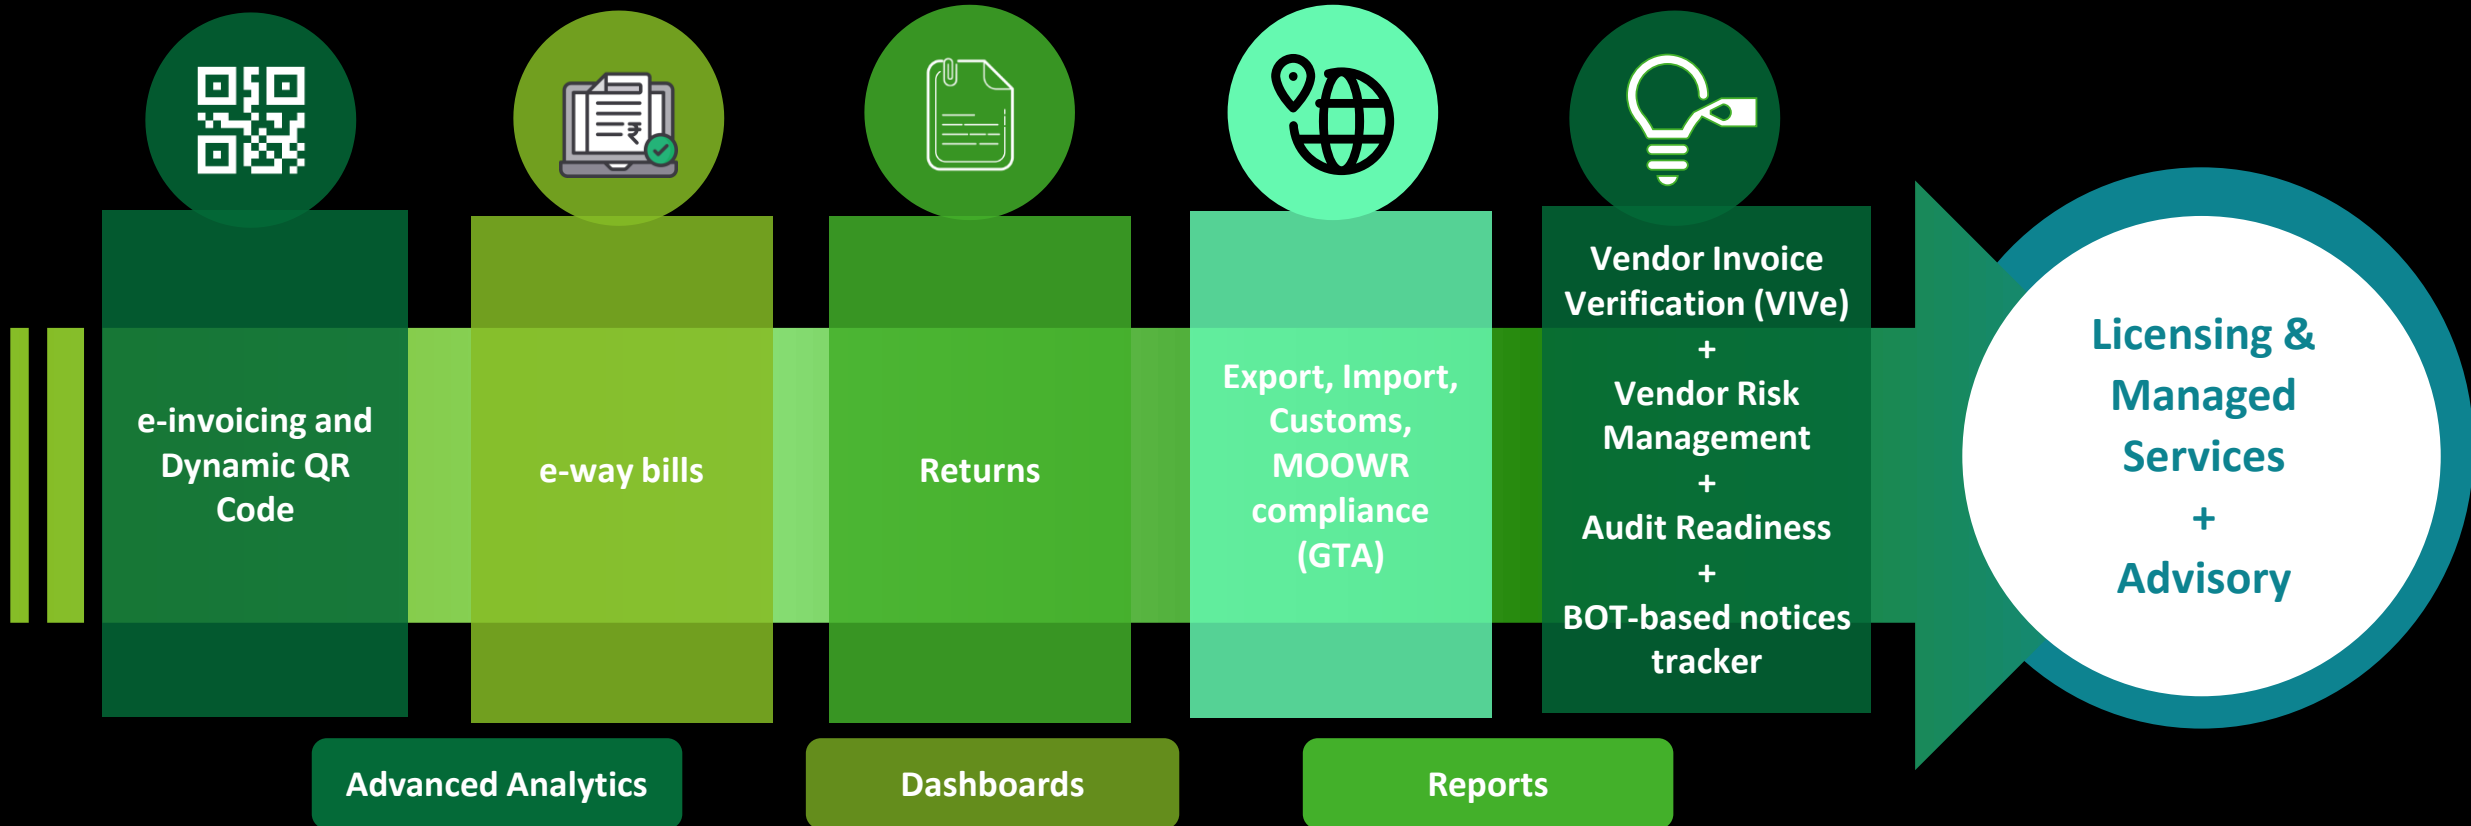 e-invoicing and
Dynamic QR
Code
e-way bills
₹
Returns
Export, Import,
Customs,
MOOWR
compliance
(GTA)
Vendor Invoice
Verification (VIVe)
+
Vendor Risk
Management
+
Audit Readiness
+
BOT-based notices
tracker
Licensing &
Managed
Services
+
Advisory
Advanced Analytics
Dashboards
Reports